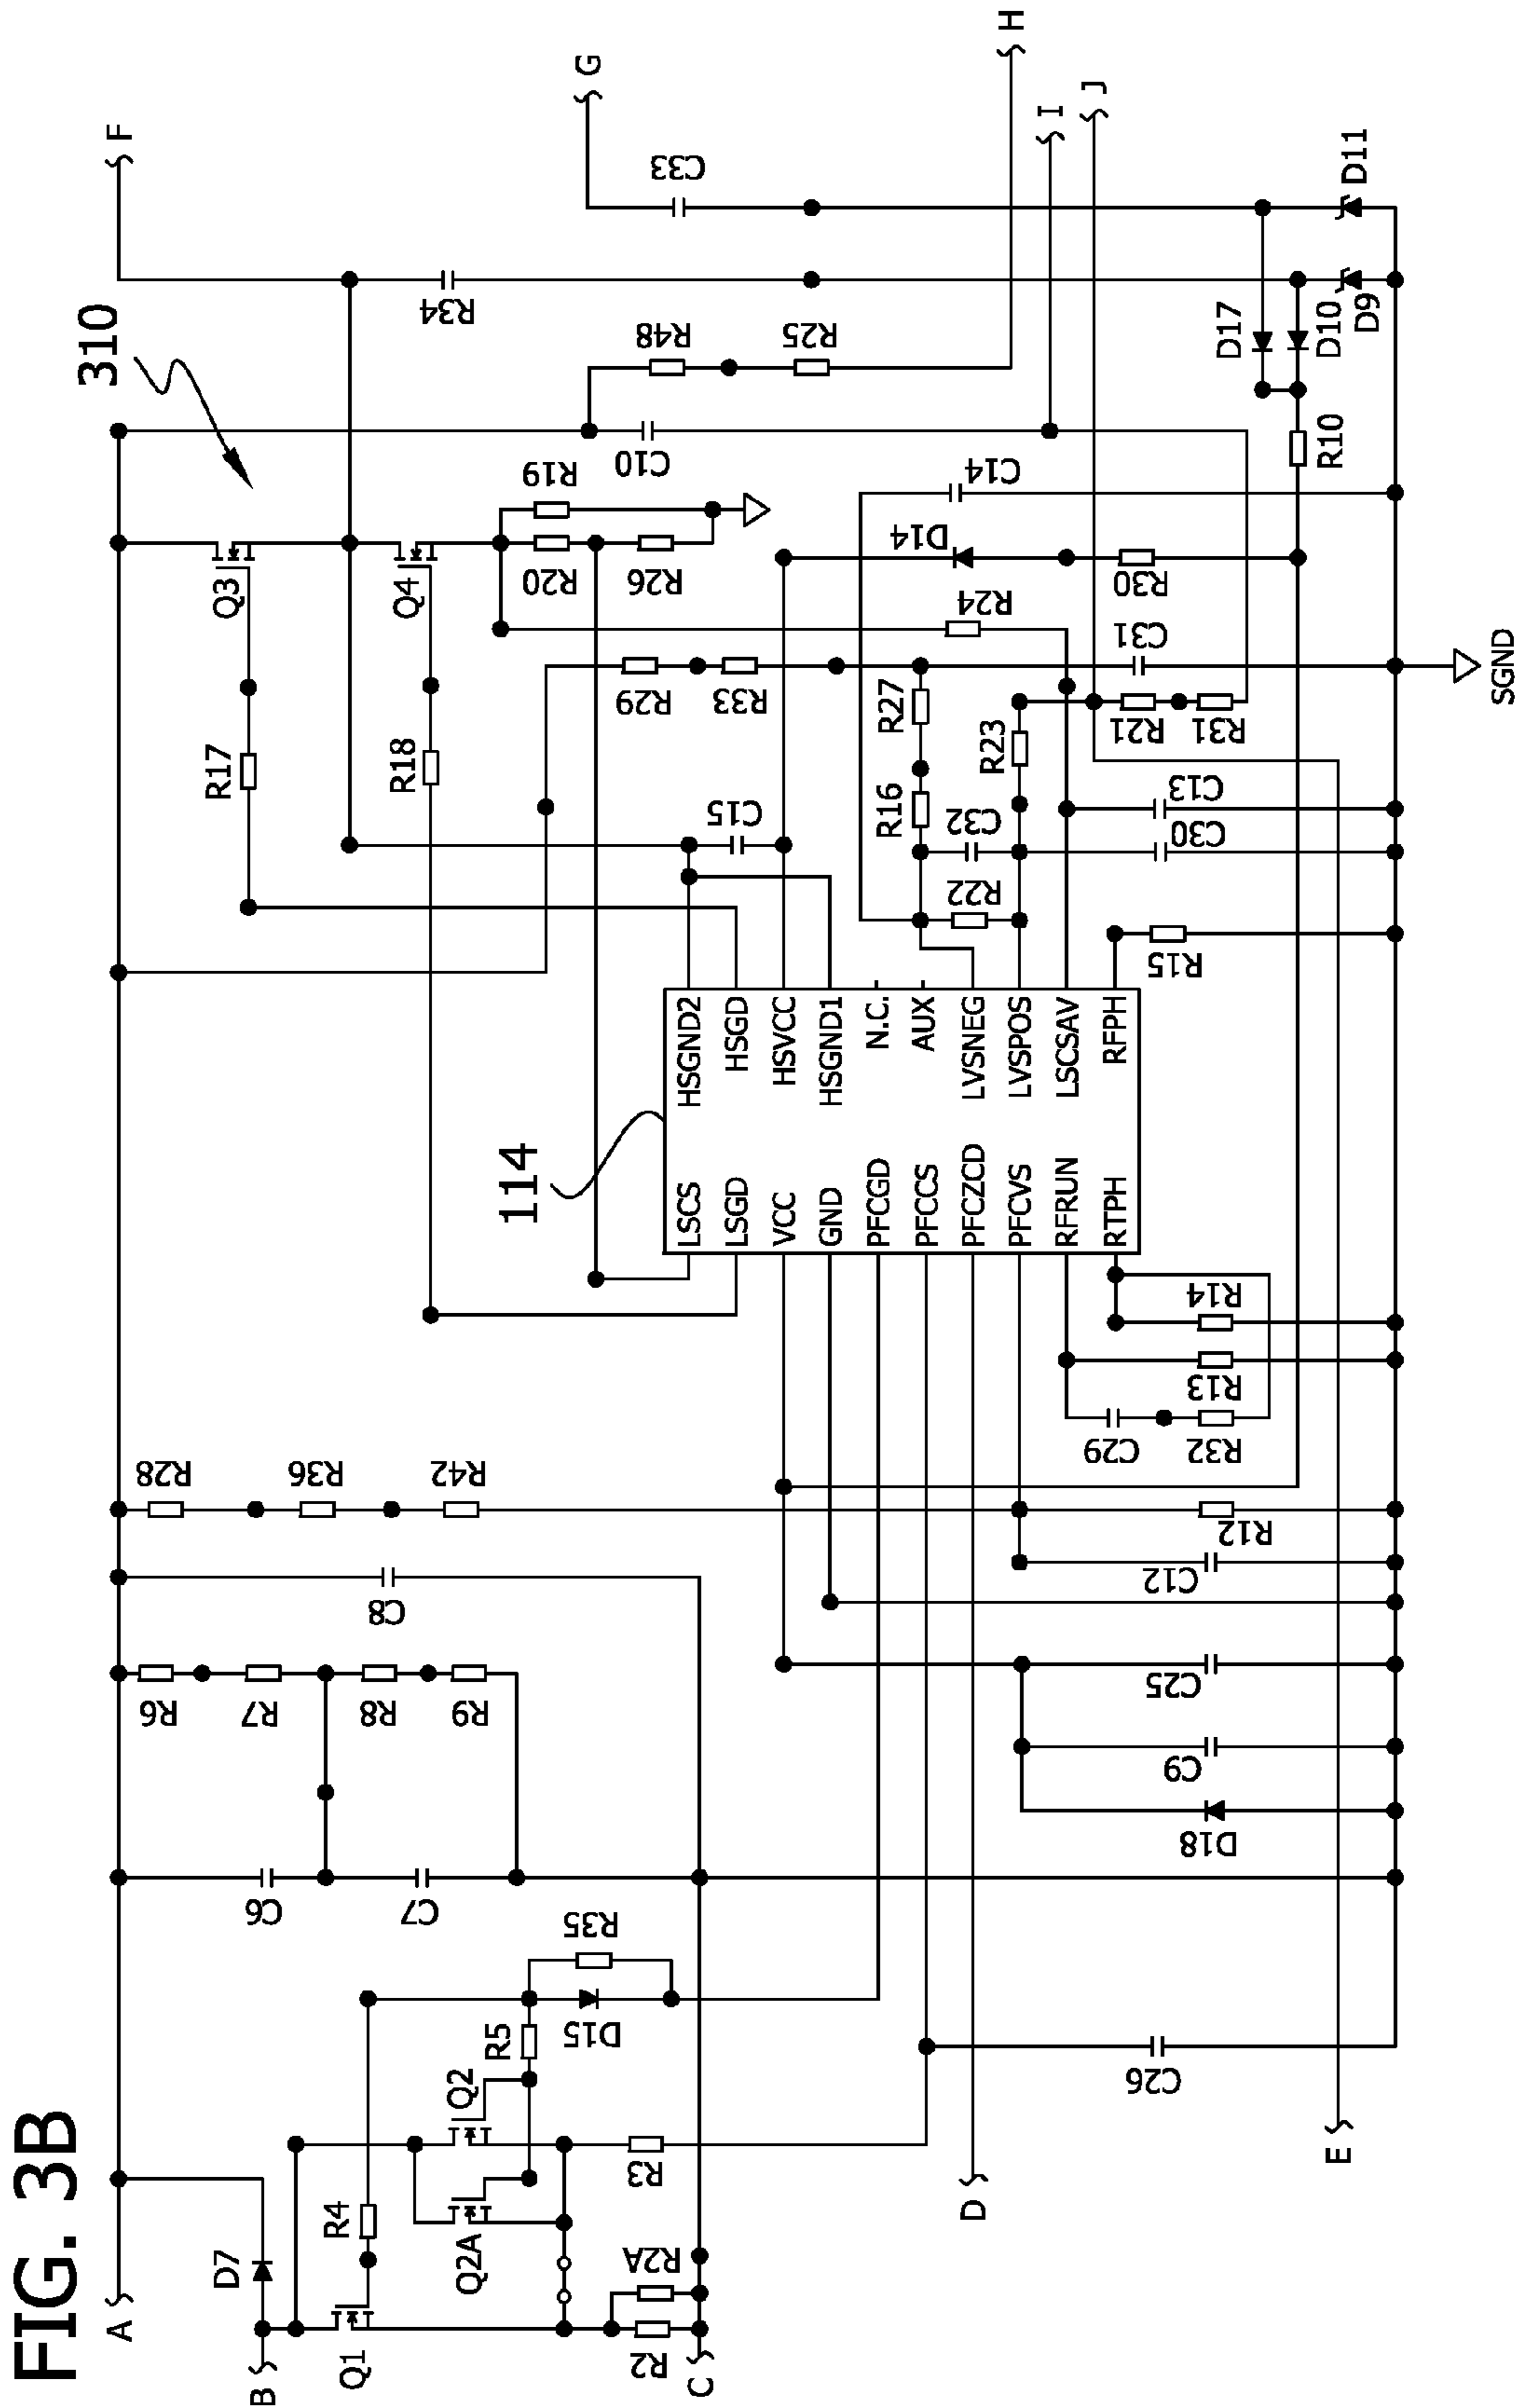 FIG. 3B
310
114
A
B
C
D
E
F
G
H
I
J
D7
Q1
R4
Q2A
Q2
R5
R3
R2
R2A
D15
R35
C26
C6
C7
R6
R7
R8
R9
C8
R28
R36
R42
D18
C9
C25
C12
R12
C29
R32
R13
R14
LSCS
LSGD
VCC
GND
PFCGD
PFCCS
PFCZCD
PFCVS
RFRUN
RTPH
HSGND2
HSGD
HSVCC
HSGND1
N.C.
AUX
LVSNEG
LVSPOS
LSCSAV
RFPH
R15
R17
R18
Q3
Q4
C15
R16
R27
R22
C32
R23
C30
C13
R21
R31
R29
R33
C31
R24
R20
R26
R19
D14
R30
C14
C10
R48
R25
R34
C33
R10
D17
D10
D9
D11
SGND